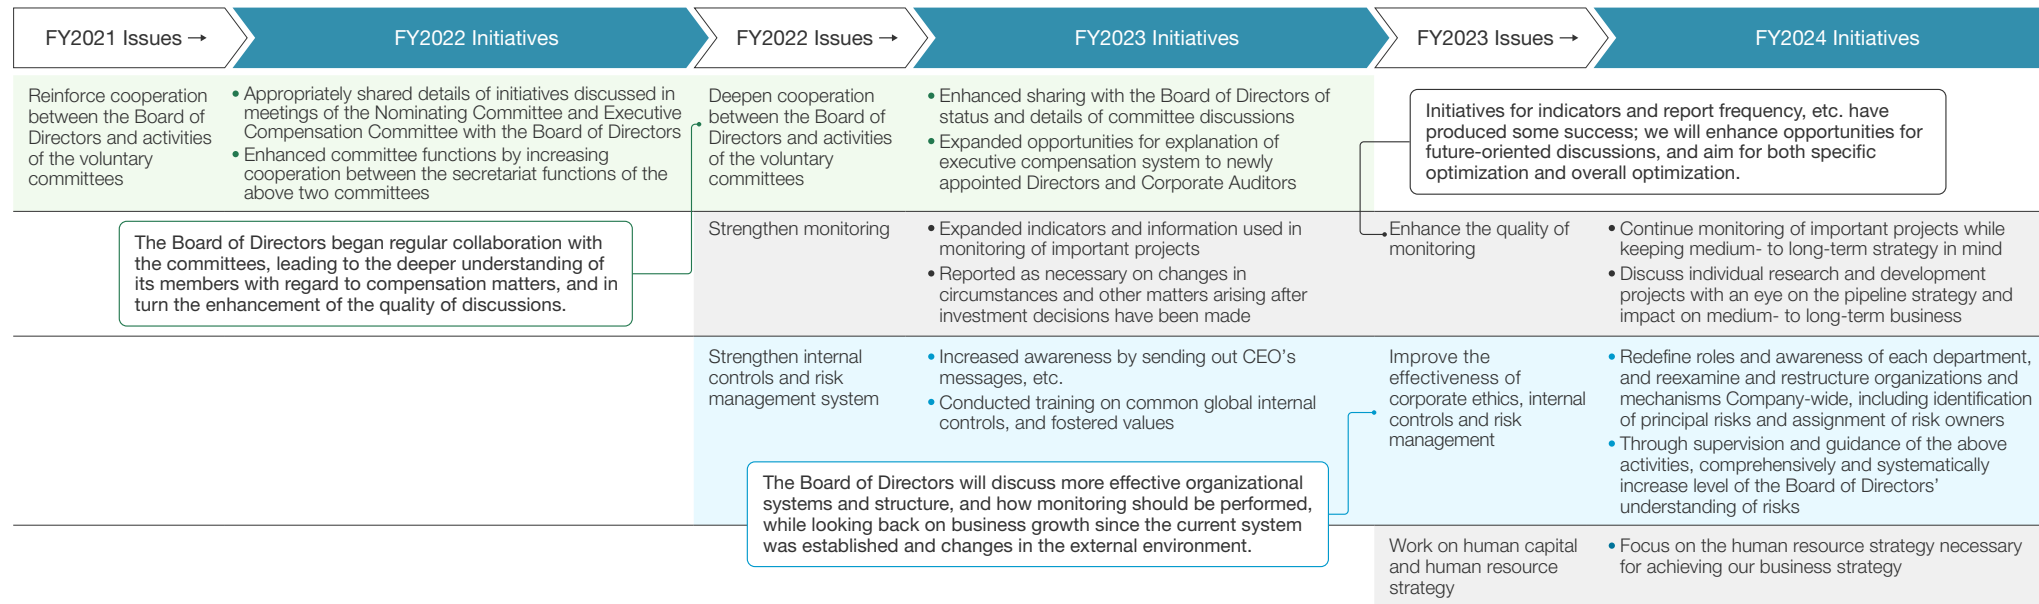 FY2021 Issues →
FY2022 Initiatives
FY2022 Issues →
FY2023 Initiatives
FY2023 Issues →
FY2024 Initiatives
Reinforce cooperation
between the Board of
Directors and activities
of the voluntary
committees
• Appropriately shared details of initiatives discussed in
meetings of the Nominating Committee and Executive
Compensation Committee with the Board of Directors
• Enhanced committee functions by increasing
cooperation between the secretariat functions of the
above two committees
Deepen cooperation
between the Board of
Directors and activities
of the voluntary
committees
• Enhanced sharing with the Board of Directors of
status and details of committee discussions
• Expanded opportunities for explanation of
executive compensation system to newly
appointed Directors and Corporate Auditors
Initiatives for indicators and report frequency, etc. have
produced some success; we will enhance opportunities for
future-oriented discussions, and aim for both specific
optimization and overall optimization.
The Board of Directors began regular collaboration with
the committees, leading to the deeper understanding of
its members with regard to compensation matters, and in
turn the enhancement of the quality of discussions.
Strengthen monitoring
• Expanded indicators and information used in
monitoring of important projects
• Reported as necessary on changes in
circumstances and other matters arising after
investment decisions have been made
Enhance the quality of
monitoring
• Continue monitoring of important projects while
keeping medium- to long-term strategy in mind
• Discuss individual research and development
projects with an eye on the pipeline strategy and
impact on medium- to long-term business
Strengthen internal
controls and risk
management system
• Increased awareness by sending out CEO's
messages, etc.
• Conducted training on common global internal
controls, and fostered values
Improve the
effectiveness of
corporate ethics, internal
controls and risk
management
• Redefine roles and awareness of each department,
and reexamine and restructure organizations and
mechanisms Company-wide, including identification
of principal risks and assignment of risk owners
• Through supervision and guidance of the above
activities, comprehensively and systematically
increase level of the Board of Directors'
understanding of risks
The Board of Directors will discuss more effective organizational
systems and structure, and how monitoring should be performed,
while looking back on business growth since the current system
was established and changes in the external environment.
Work on human capital
and human resource
strategy
• Focus on the human resource strategy necessary
for achieving our business strategy